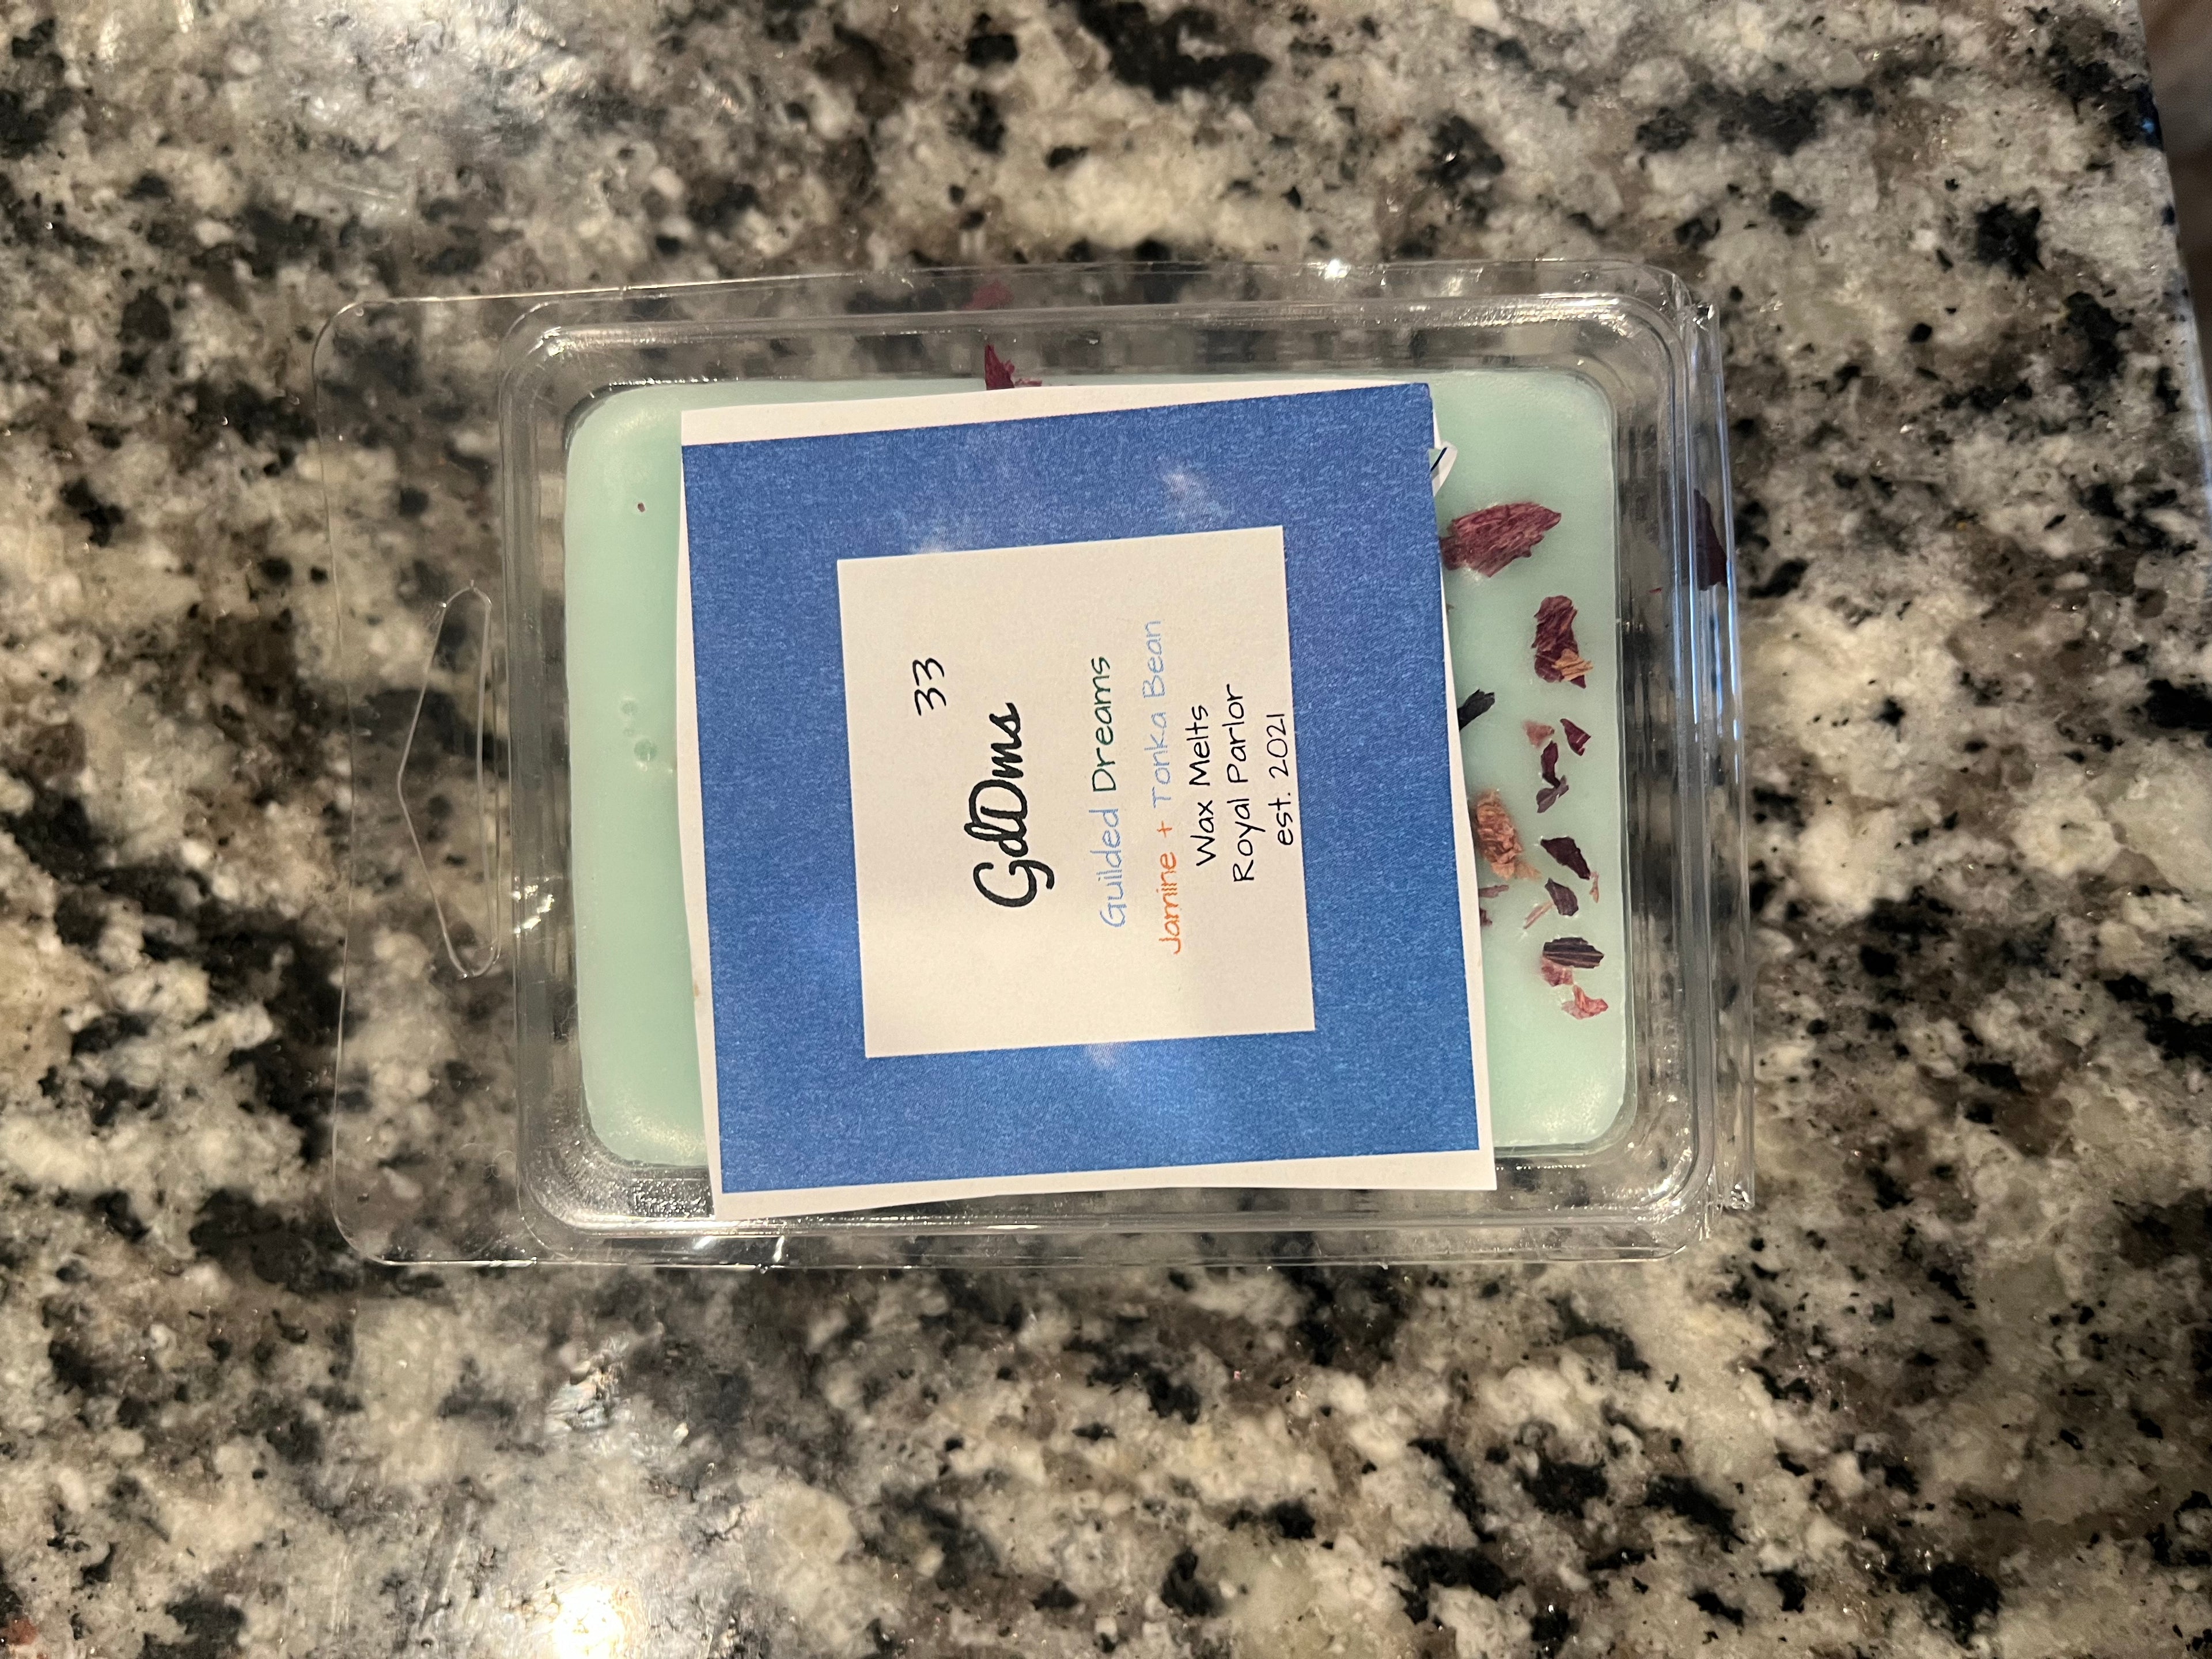 33
GdDms
Guilded Dreams
Jamine + Tonka Bean
Wax Melts
Royal Parlor
est. 2021